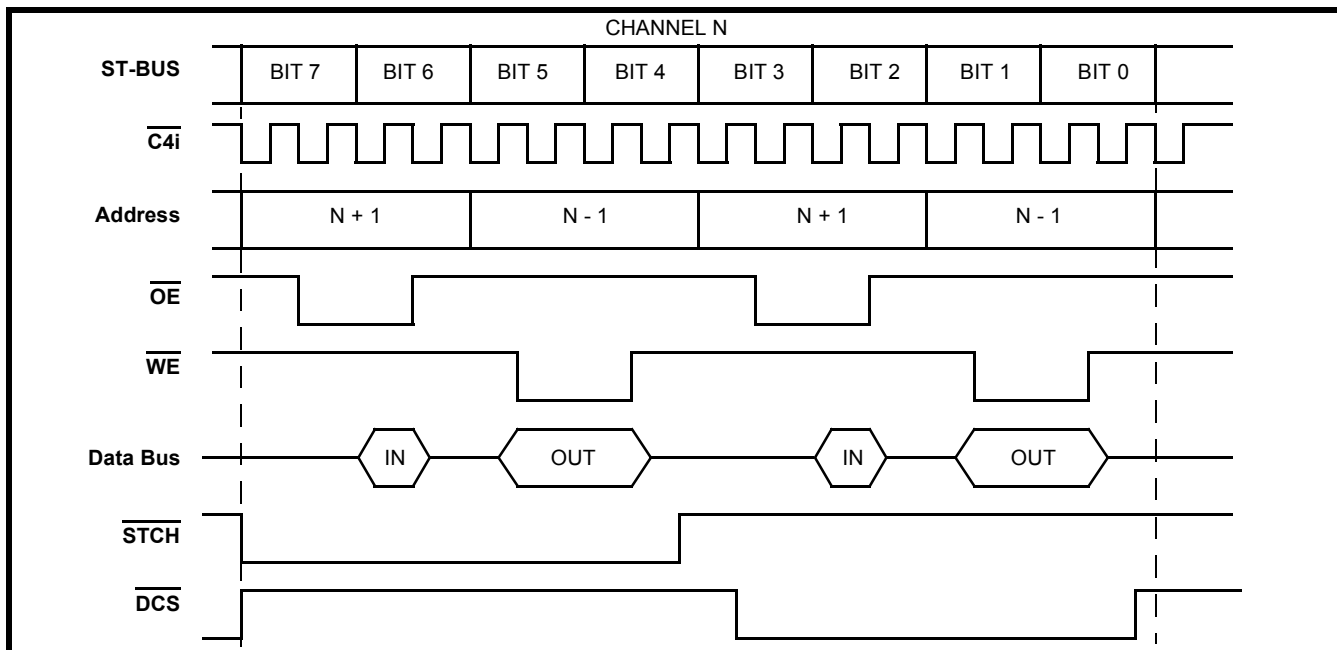 CHANNEL N
ST-BUS BIT 7 BIT 6 BIT 5 BIT 4 BIT 3 BIT 2 BIT 1 BIT 0
C4i
Address N + 1 N - 1 N + 1 N - 1
OE
WE
Data Bus IN OUT IN OUT
STCH
DCS